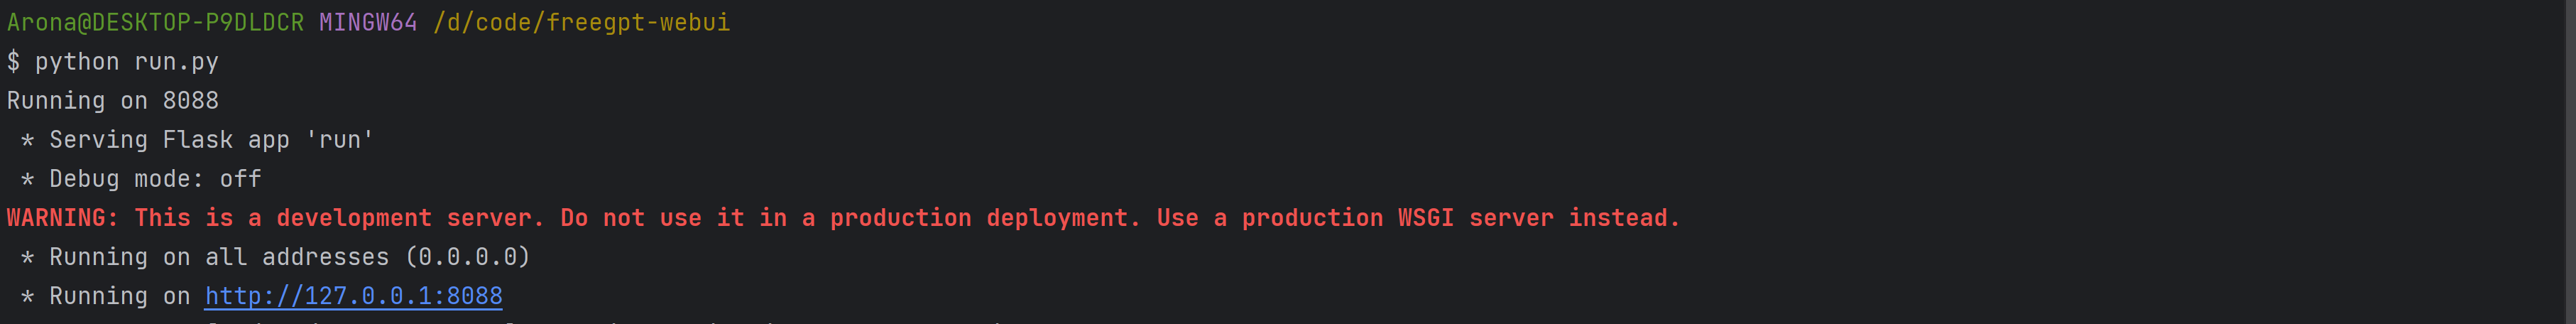 Arona@DESKTOP-P9DLDCR MINGW64 /d/code/freegpt-webui
$ python run.py
Running on 8088
 * Serving Flask app 'run'
 * Debug mode: off
WARNING: This is a development server. Do not use it in a production deployment. Use a production WSGI server instead.
 * Running on all addresses (0.0.0.0)
 * Running on http://127.0.0.1:8088